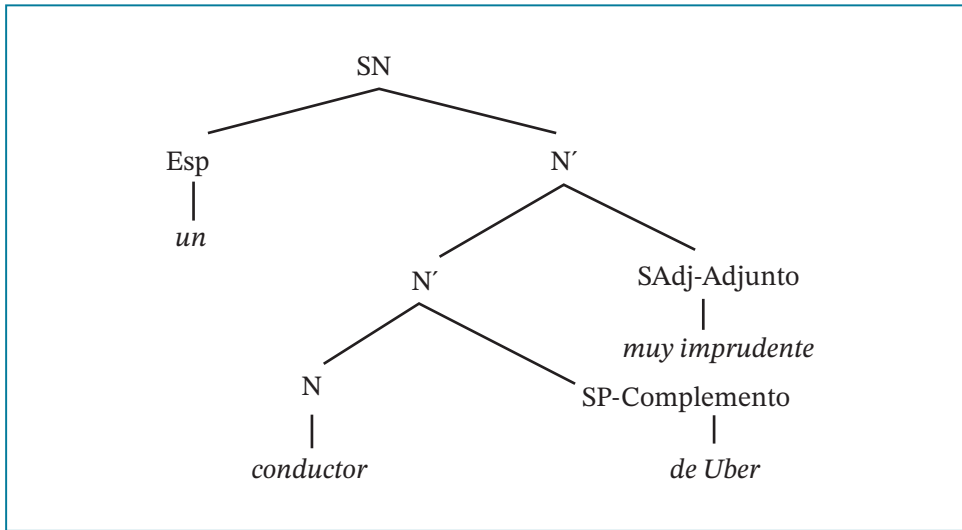 SN
Esp N´
un
N´ SAdj-Adjunto
muy imprudente
N SP-Complemento
conductor de Uber